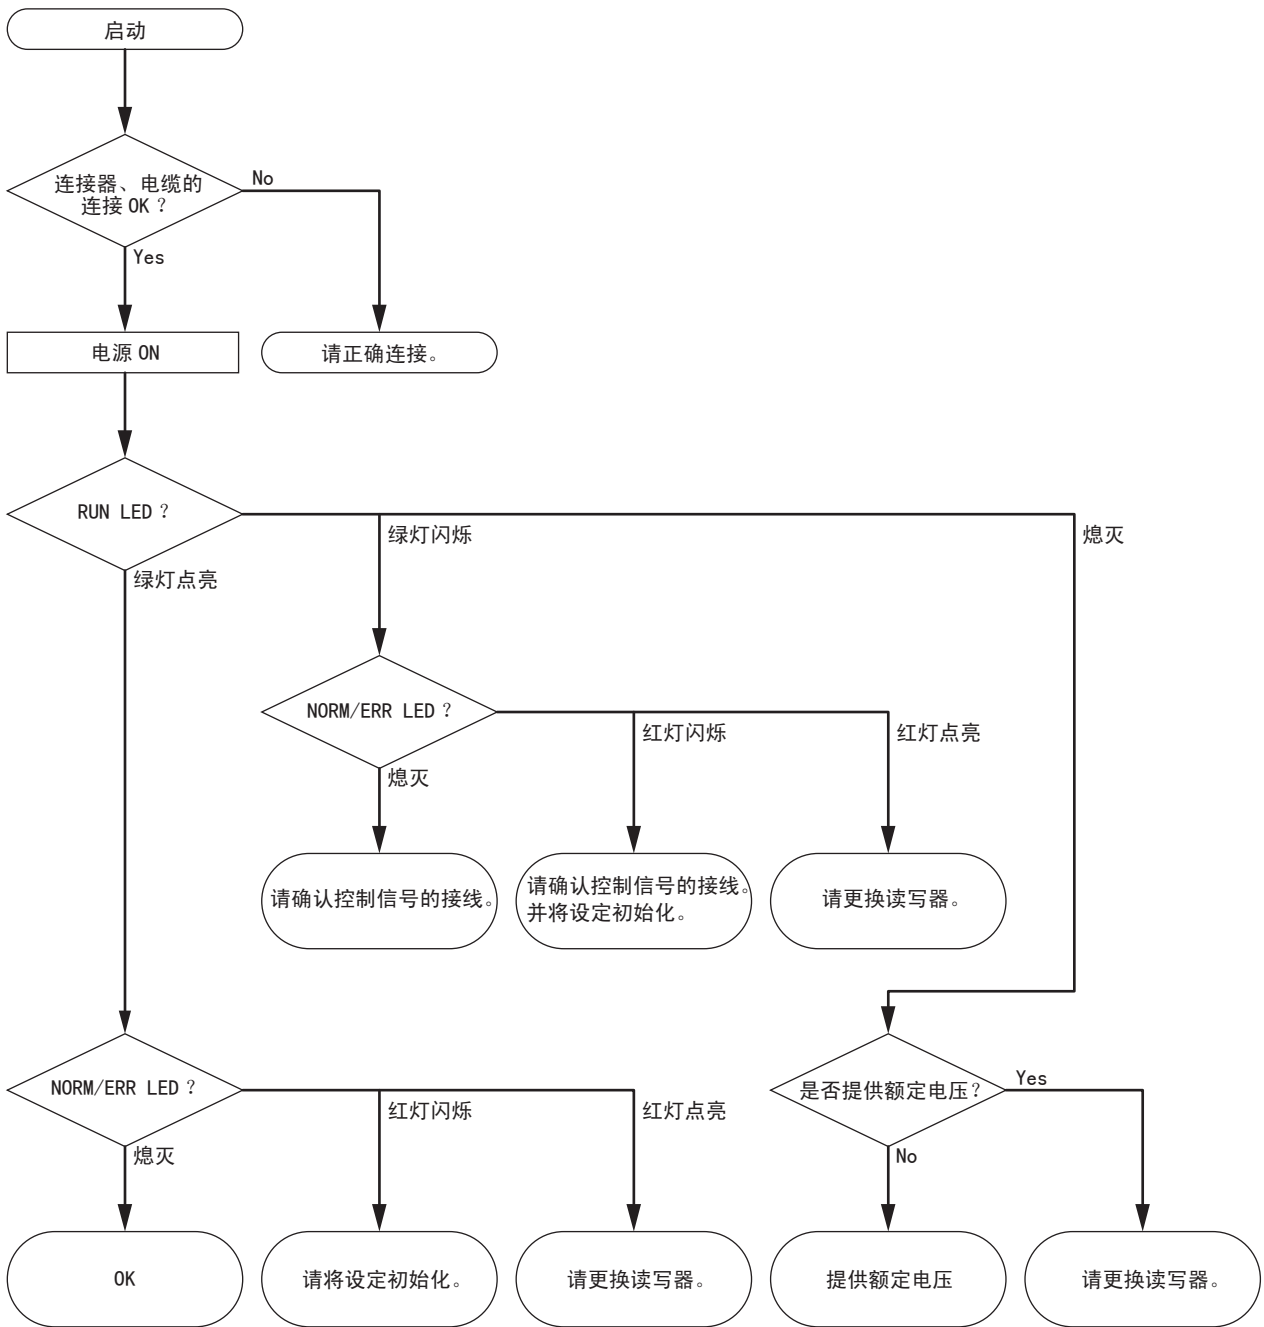 启动
连接器、电缆的
连接 OK？
No
Yes
电源 ON
请正确连接。
RUN LED？
绿灯闪烁
熄灭
绿灯点亮
NORM/ERR LED？
红灯闪烁
红灯点亮
熄灭
请确认控制信号的接线。
请确认控制信号的接线。
并将设定初始化。
请更换读写器。
NORM/ERR LED？
红灯闪烁
红灯点亮
熄灭
是否提供额定电压？
Yes
No
OK
请将设定初始化。
请更换读写器。
提供额定电压
请更换读写器。